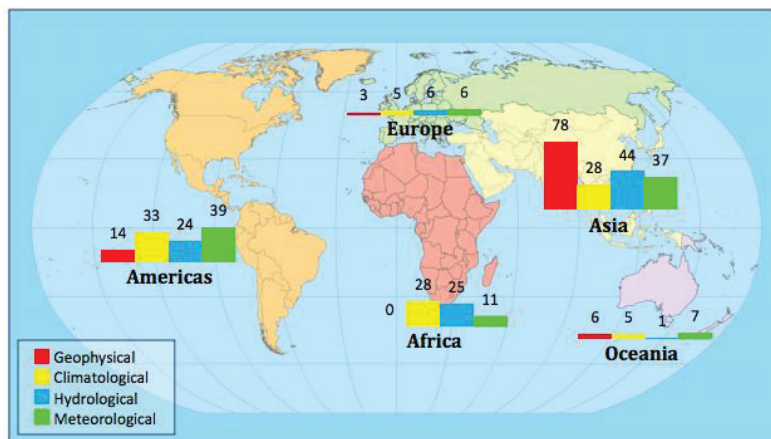 3 5 6 6
Europe
78
28
44
37
Asia
14
33
24
39
Americas
0
28
25
11
Africa
6 5 1 7
Oceania
Geophysical
Climatological
Hydrological
Meteorological